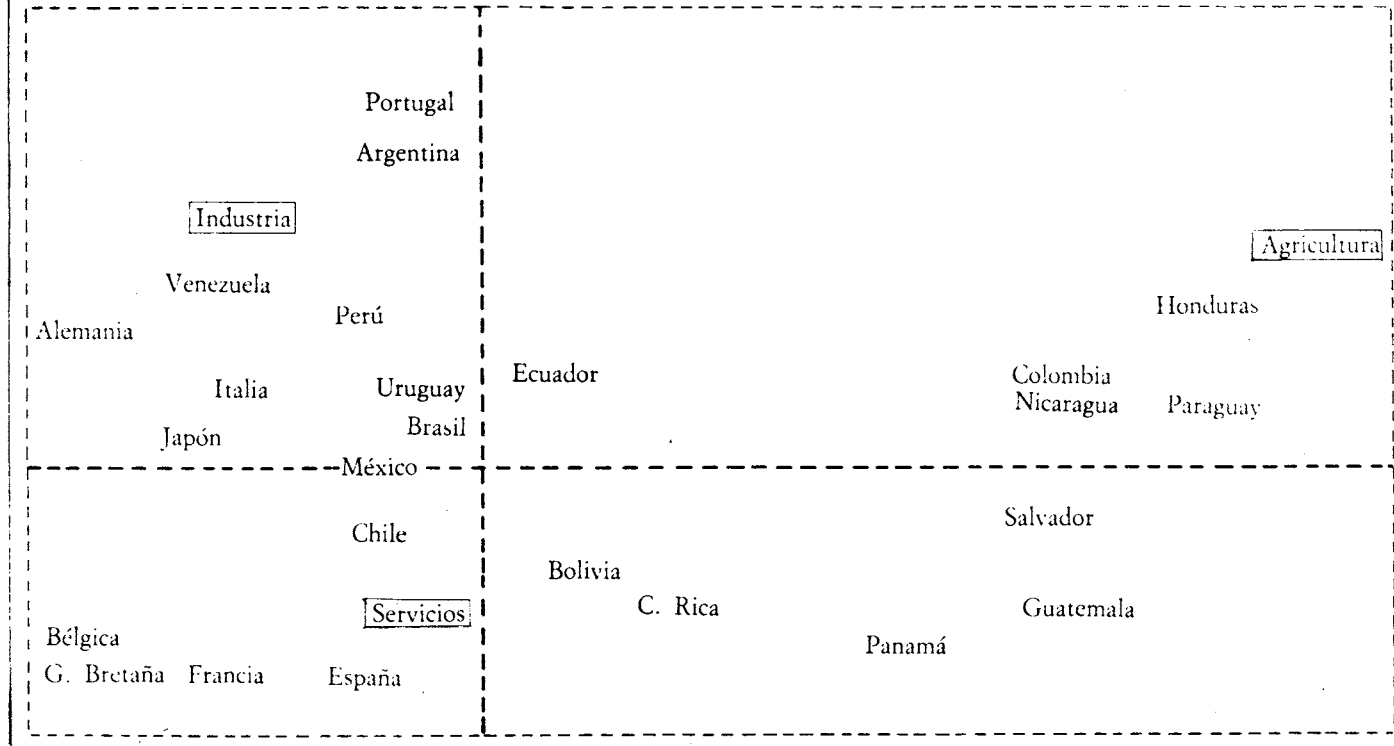 Portugal
Argentina
Industria
Agricultura
Venezuela
Honduras
Perú
Alemania
Ecuador
Colombia
Italia
Uruguay
Nicaragua
Paraguay
Brasil
Japón
México
Salvador
Chile
Bolivia
C. Rica
Guatemala
Servicios
Bélgica
Panamá
G. Bretaña
Francia
España